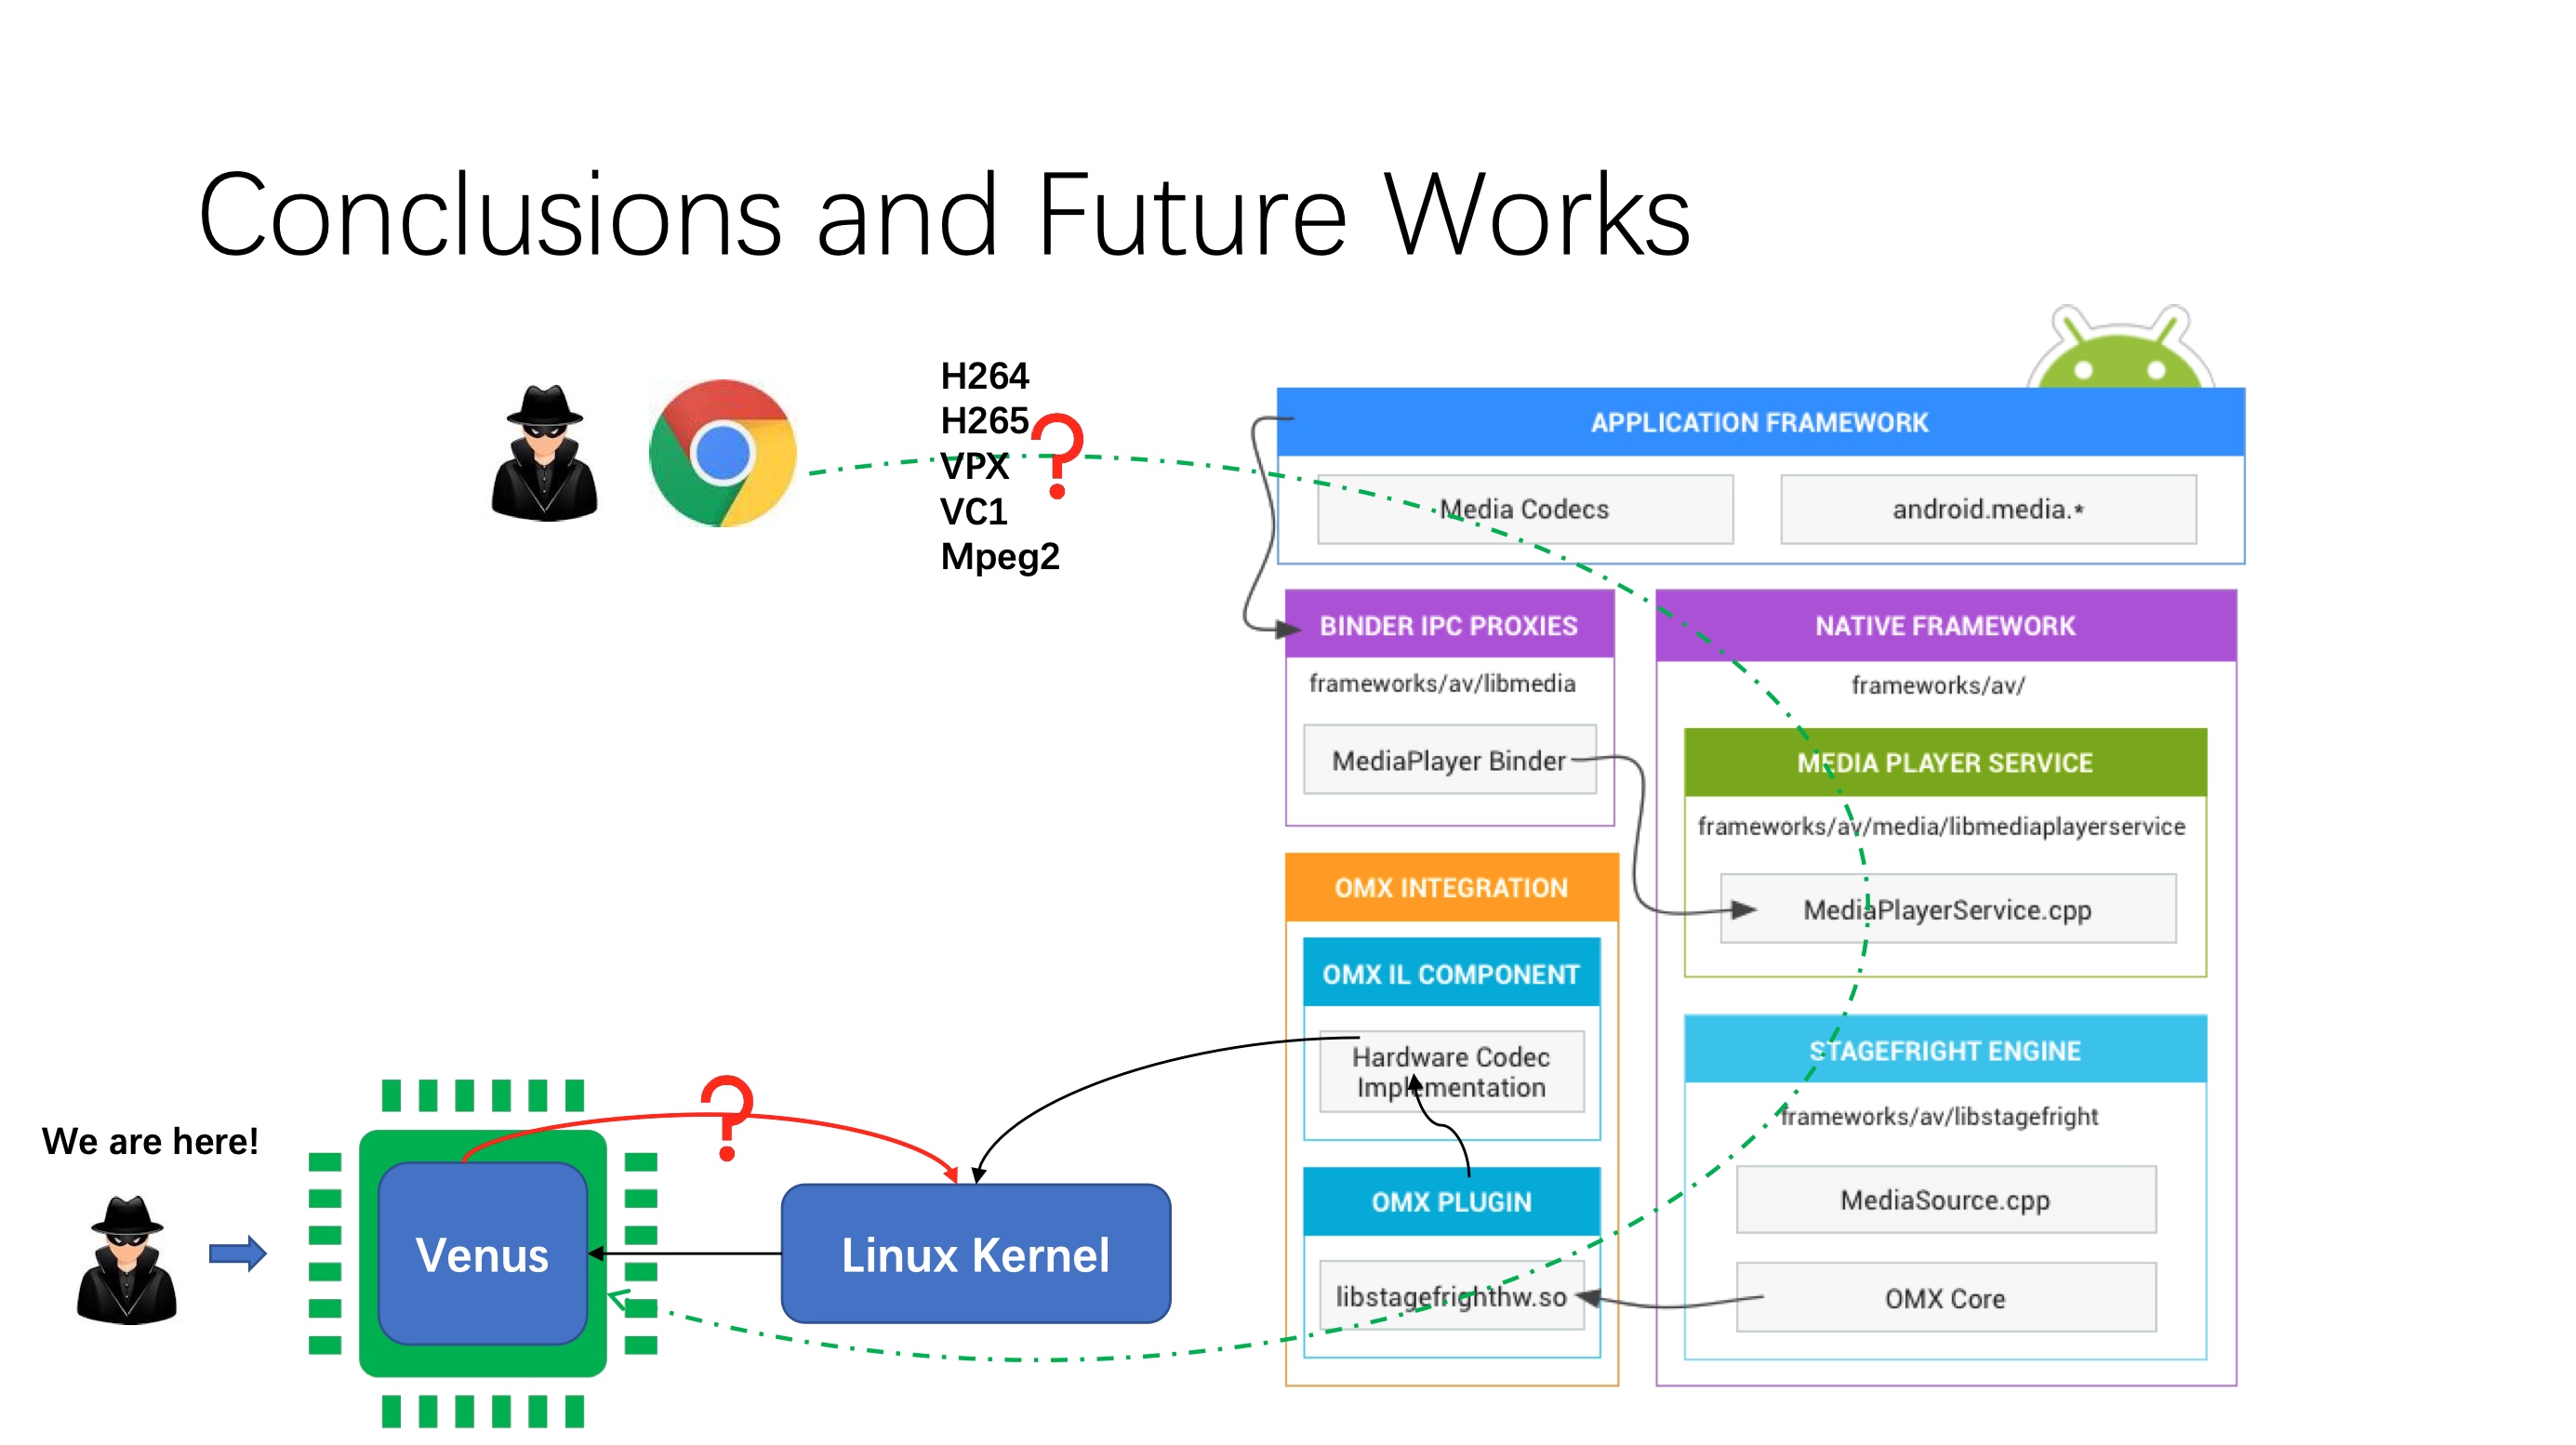 Conclusions and Future Works
H264
H265
?
VPX
VC1
Mpeg2
APPLICATION FRAMEWORK
Media Codecs
android.media.*
BINDER IPC PROXIES
frameworks/av/libmedia
MediaPlayer Binder
NATIVE FRAMEWORK
frameworks/av/
MEDIA PLAYER SERVICE
frameworks/av/media/libmediaplayerservice
MediaPlayerService.cpp
OMX INTEGRATION
OMX IL COMPONENT
Hardware Codec
Implementation
OMX PLUGIN
libstagefrighthw.so
STAGEFRIGHT ENGINE
frameworks/av/libstagefright
MediaSource.cpp
OMX Core
We are here!
Venus
?
Linux Kernel